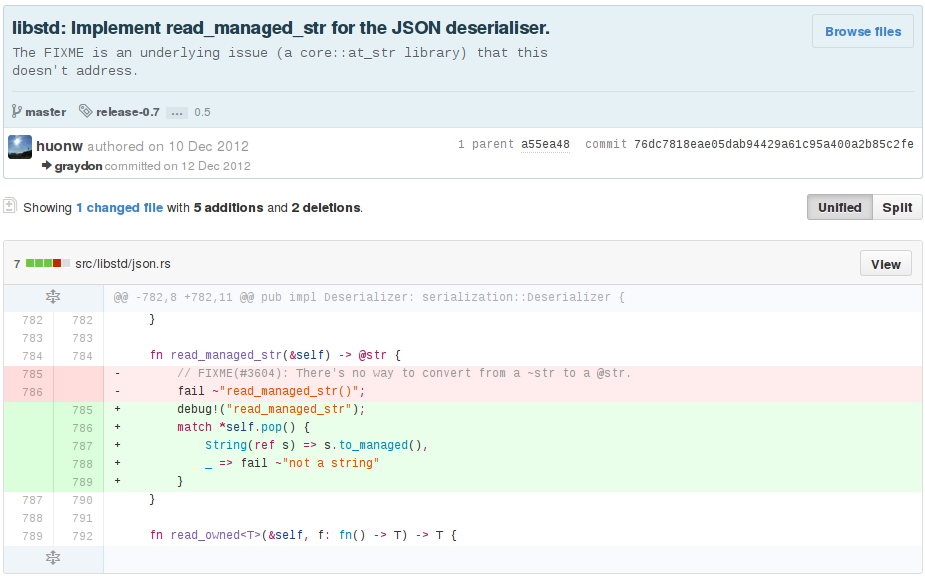 libstd: Implement read_managed_str for the JSON deserialiser.
Browse files
The FIXME is an underlying issue (a core::at_str library) that this
doesn't address.
master release-0.7 … 0.5
huonw authored on 10 Dec 2012
1 parent a55ea48 commit 76dc7818eae05dab94429a61c95a400a2b85c2fe
graydon committed on 12 Dec 2012
Showing 1 changed file with 5 additions and 2 deletions.
Unified Split
7 src/libstd/json.rs
View
@@ -782,8 +782,11 @@ pub impl Deserializer: serialization::Deserializer {
782 782 }
783 783
784 784 fn read_managed_str(&self) -> @str {
785 - // FIXME(#3604): There's no way to convert from a ~str to a @str.
786 - fail ~"read_managed_str()";
785 + debug!("read_managed_str");
786 + match *self.pop() {
787 + String(ref s) => s.to_managed(),
788 + _ => fail ~"not a string"
789 + }
787 790 }
788 791
789 792 fn read_owned<T>(&self, f: fn() -> T) -> T {